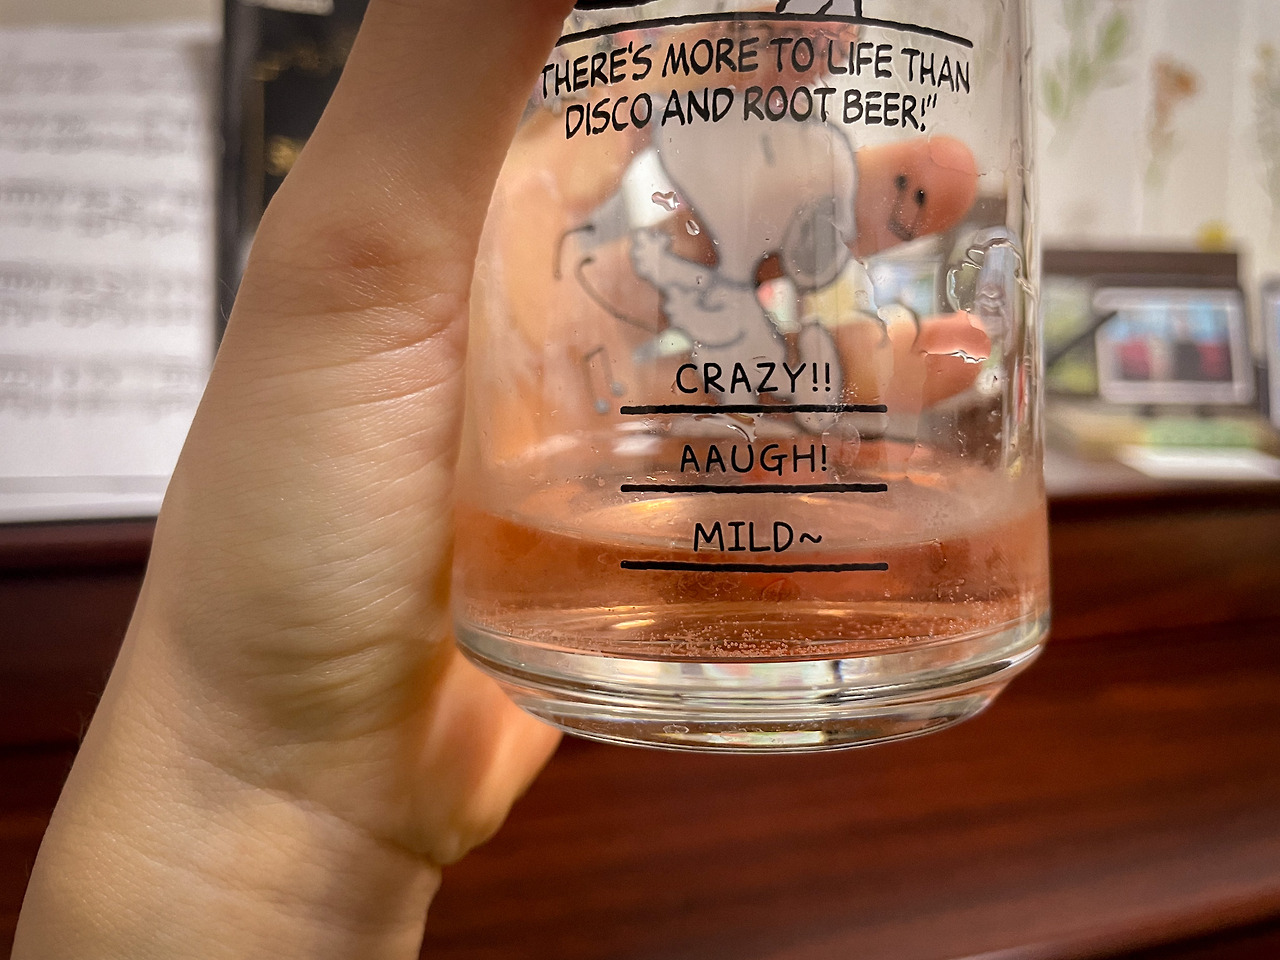 THERE'S MORE TO LIFE THAN
DISCO AND ROOT BEER!"
CRAZY!!
AAUGH!
MILD~